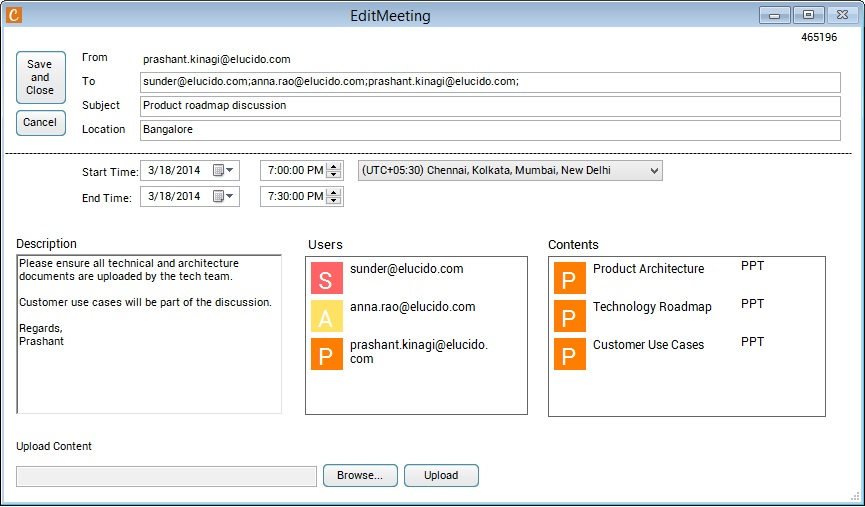 C
EditMeeting
465196
Save and Close
From
prashant.kinagi@elucido.com
To
sunder@elucido.com;anna.rao@elucido.com;prashant.kinagi@elucido.com;
Cancel
Subject
Product roadmap discussion
Location
Bangalore
Start Time:
3/18/2014
7:00:00 PM
(UTC+05:30) Chennai, Kolkata, Mumbai, New Delhi
End Time:
3/18/2014
7:30:00 PM
Description
Please ensure all technical and architecture
documents are uploaded by the tech team.
Customer use cases will be part of the discussion.
Regards,
Prashant
Users
S
sunder@elucido.com
A
anna.rao@elucido.com
P
prashant.kinagi@elucido.
com
Contents
P
Product Architecture
PPT
P
Technology Roadmap
PPT
P
Customer Use Cases
PPT
Upload Content
Browse...
Upload